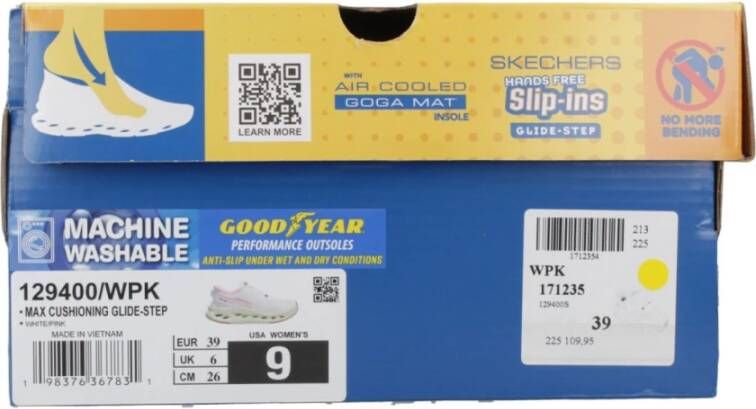 LEARN MORE
WITH
AIR COOLED
GOGA MAT
INSOLE
SKECHERS
HANDS FREE
Slip-ins
GLIDE-STEP
NO MORE
BENDING
MACHINE
WASHABLE
GOODYEAR
PERFORMANCE OUTSOLES
ANTI-SLIP UNDER WET AND DRY CONDITIONS
129400/WPK
• MAX CUSHIONING GLIDE-STEP
• WHITE/PINK
MADE IN VIETNAM
1 98376 36783 1
EUR 39
UK 6
CM 26
USA WOMEN'S
9
213
225
1712354
WPK
171235
129400S
39
225 109,95